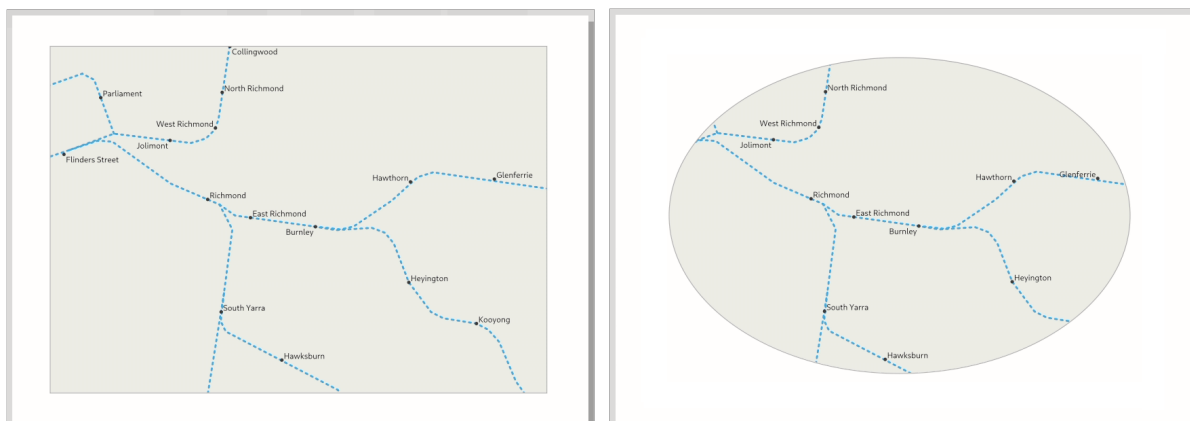 Collingwood
North Richmond
Parliament
West Richmond
Jolimont
Flinders Street
Hawthorn
Glenferrie
Richmond
East Richmond
Burnley
Heyington
South Yarra
Kooyong
Hawksburn
North Richmond
West Richmond
Jolimont
Hawthorn
Glenferrie
Richmond
East Richmond
Burnley
Heyington
South Yarra
Hawksburn